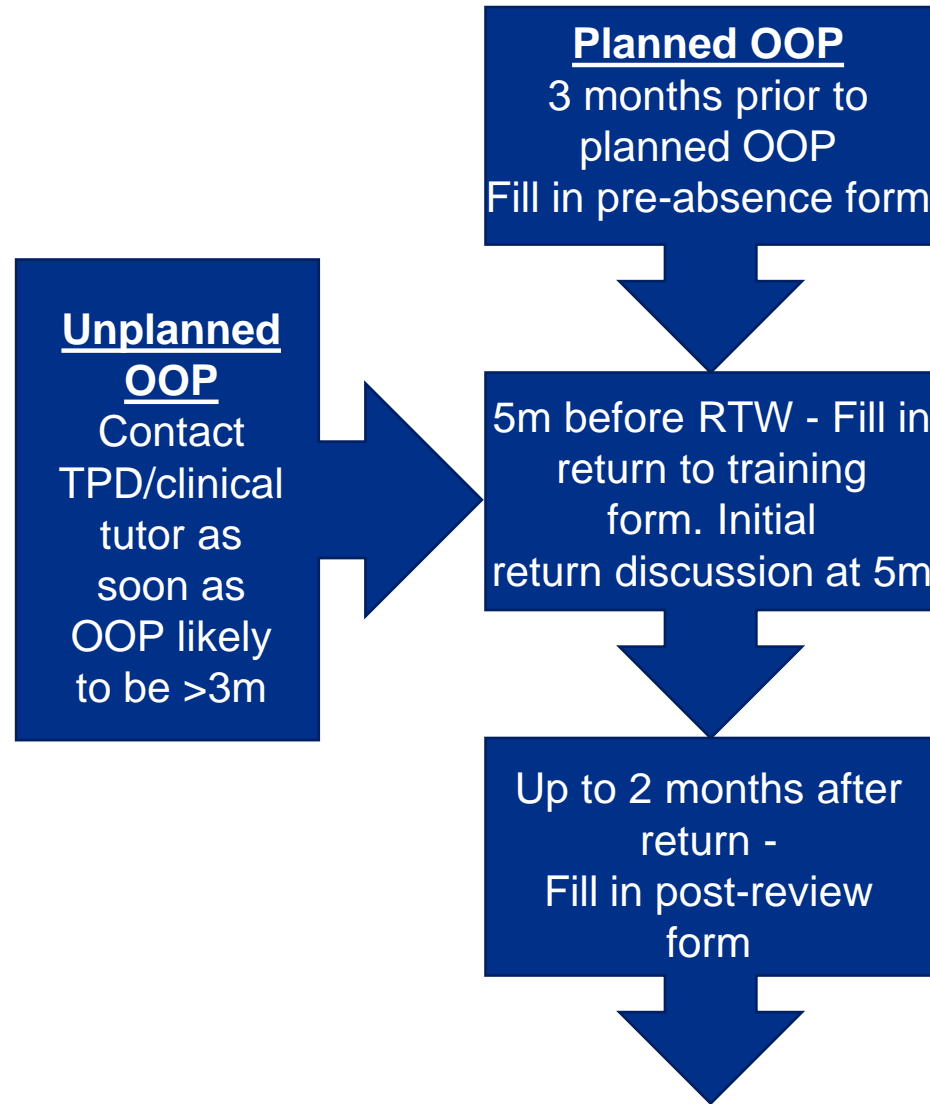 Planned OOP
3 months prior to
planned OOP
Fill in pre-absence form
Unplanned
OOP
Contact
TPD/clinical
tutor as
soon as
OOP likely
to be >3m
5m before RTW - Fill in
return to training
form. Initial
return discussion at 5m
Up to 2 months after
return -
Fill in post-review
form